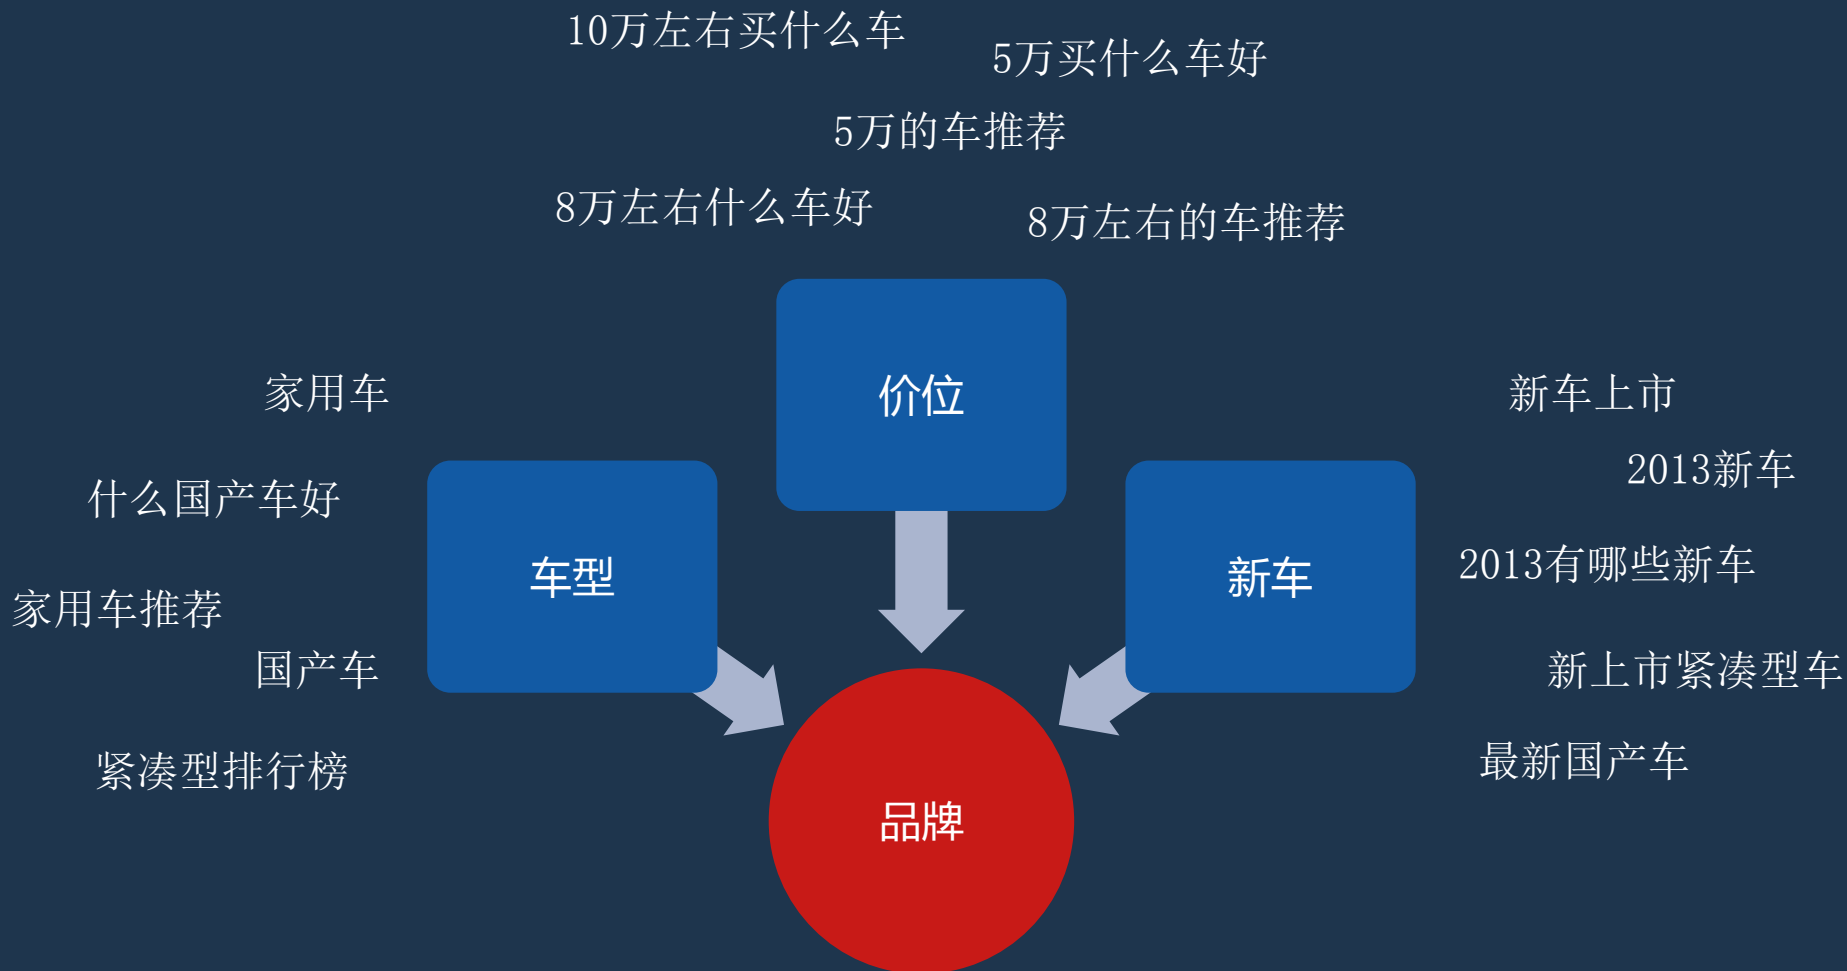 10万左右买什么车
5万买什么车好
5万的车推荐
8万左右什么车好
8万左右的车推荐
价位
家用车
什么国产车好
家用车推荐
国产车
紧凑型排行榜
车型
新车
新车上市
2013新车
2013有哪些新车
新上市紧凑型车
最新国产车
品牌